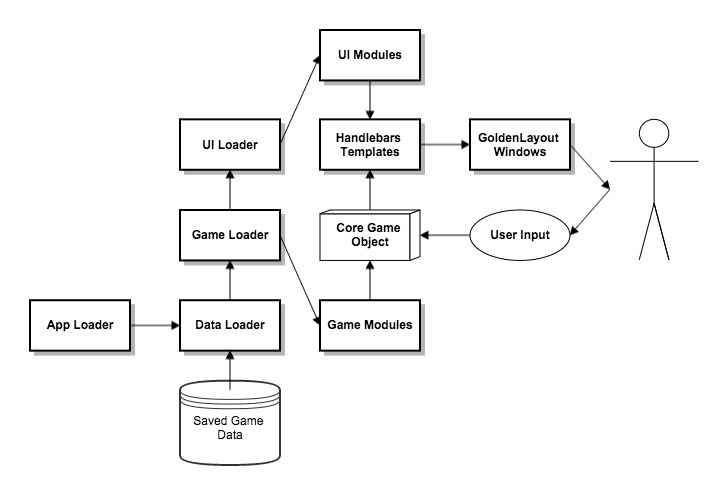 UI Modules
UI Loader
Handlebars
Templates
GoldenLayout
Windows
Game Loader
Core Game
Object
User Input
App Loader
Data Loader
Game Modules
Saved Game
Data